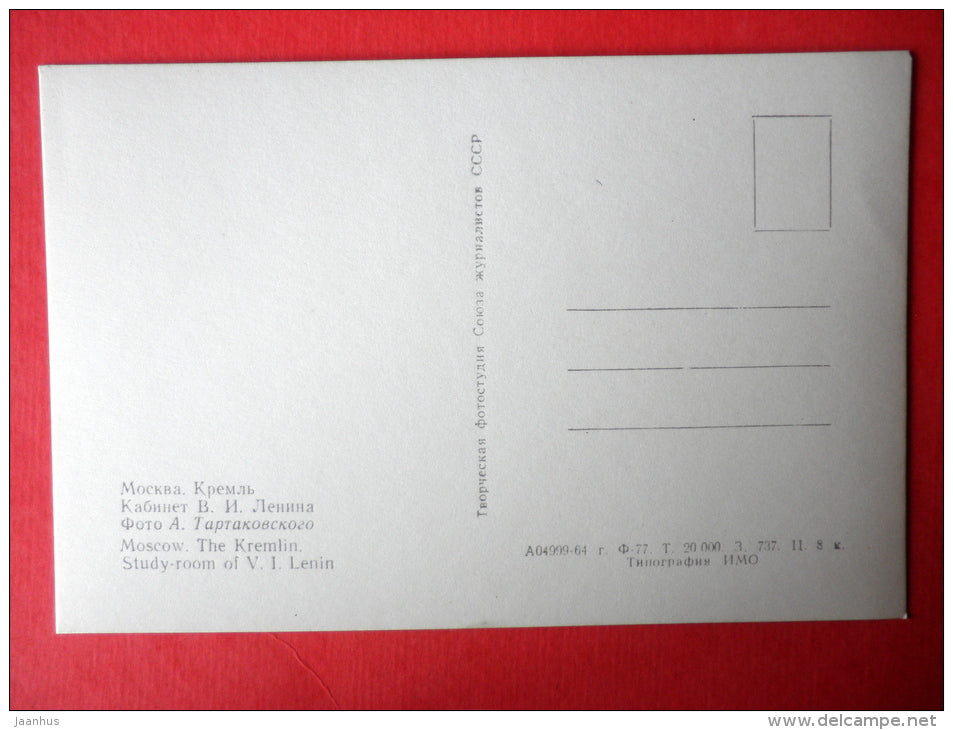 Москва. Кремль
Кабинет В. И. Ленина
Фото А. Тартаковского
Moscow. The Kremlin.
Study-room of V. I. Lenin
Творческая фотостудия Союза журналистов СССР
А04999-64 г. Ф-77. Т. 20 000. З. 737. Ц. 8 к.
Типография ИМО
jaanhus
www.delcampe.net